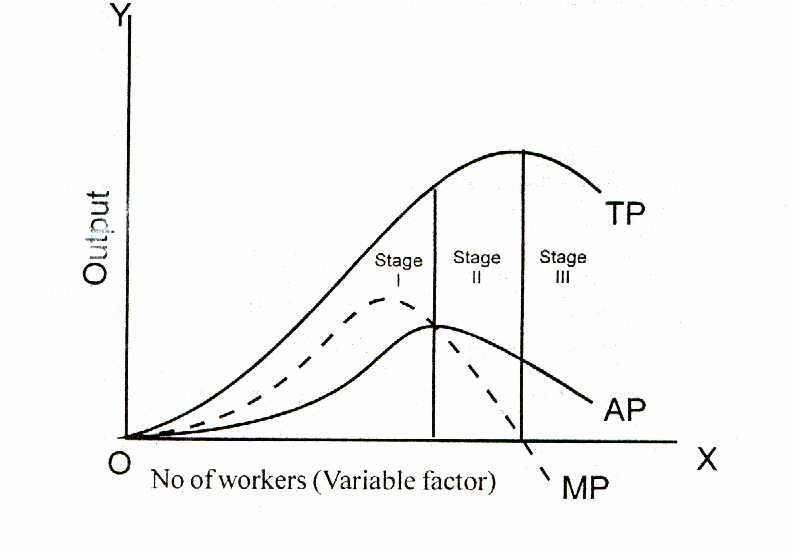 Y
Output
TP
Stage
I
Stage
II
Stage
III
AP
O
X
No of workers (Variable factor)
MP